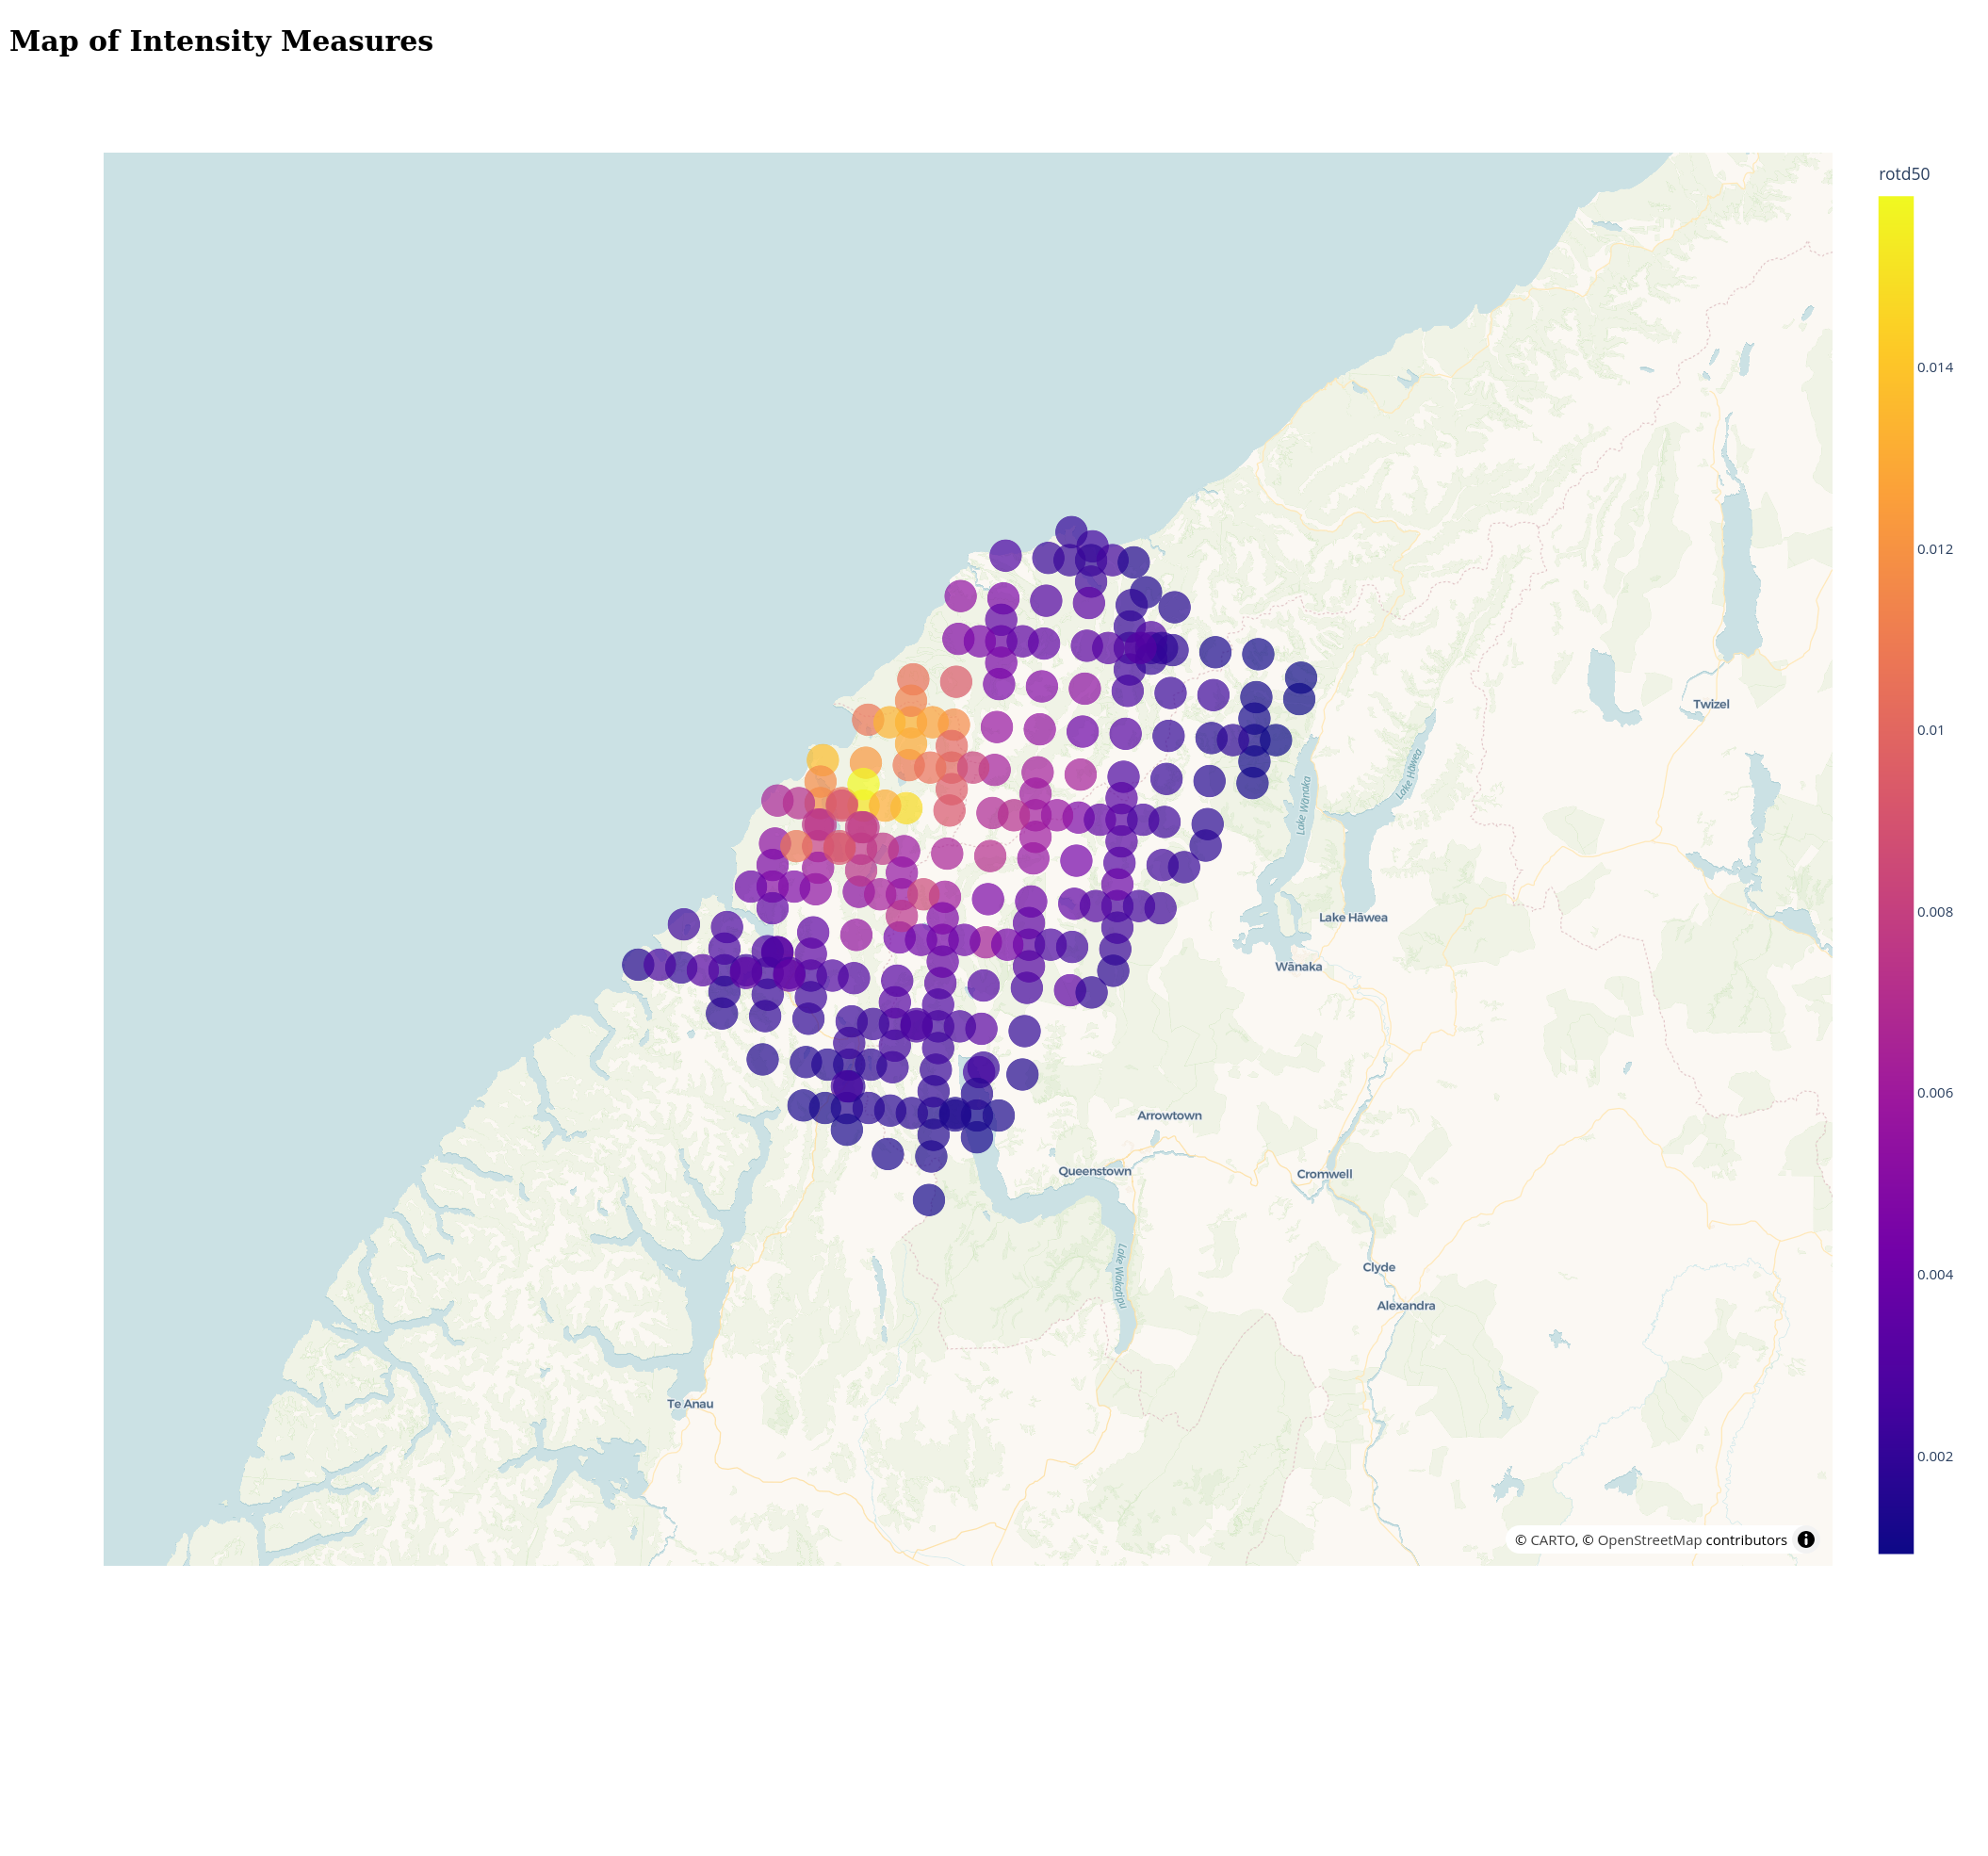 Map of Intensity Measures
rotd50
0.014
0.012
0.01
0.008
0.006
0.004
0.002
Twizel
Lake Hāwea
Lake Wānaka
Lake Hāwea
Wānaka
Arrowtown
Queenstown
Cromwell
Lake Wakatipu
Clyde
Alexandra
Te Anau
© CARTO, © OpenStreetMap contributors